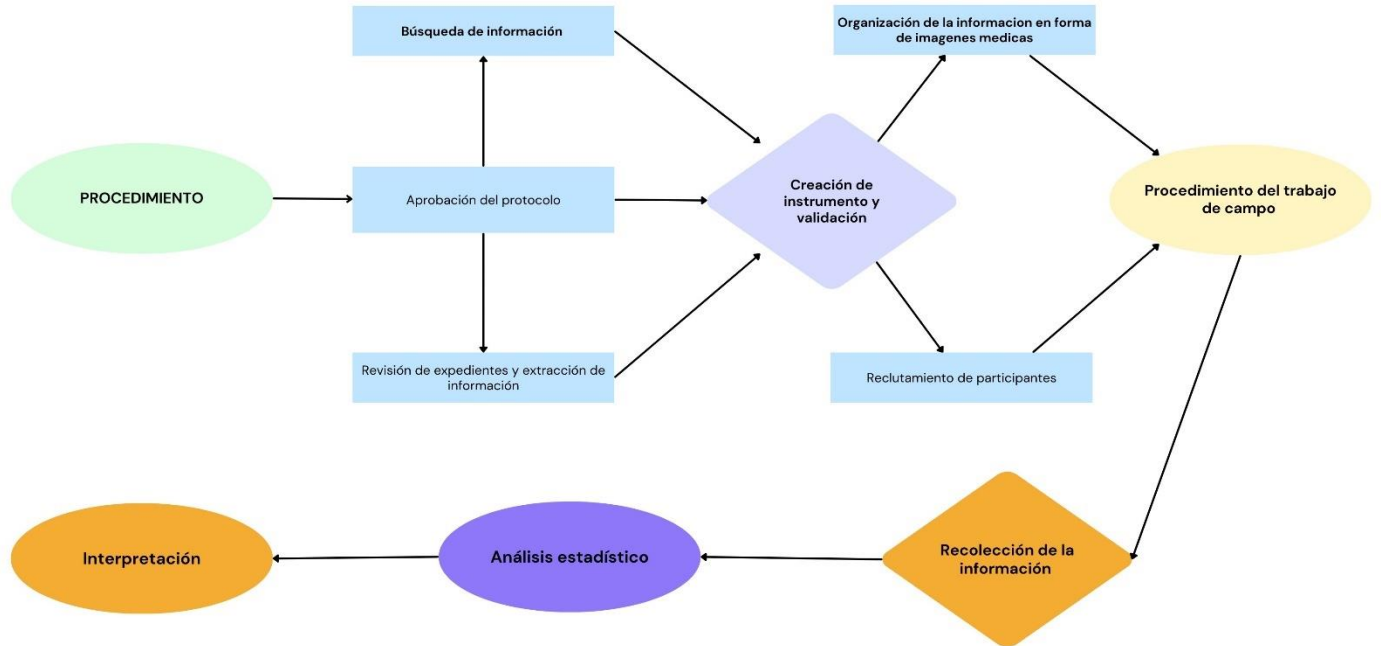 Búsqueda de información
Organización de la informacion en forma
de imagenes medicas
PROCEDIMIENTO
Aprobación del protocolo
Creación de
instrumento y
validación
Procedimiento del trabajo
de campo
Revisión de expedientes y extracción de
información
Reclutamiento de participantes
Interpretación
Análisis estadístico
Recolección de la
información